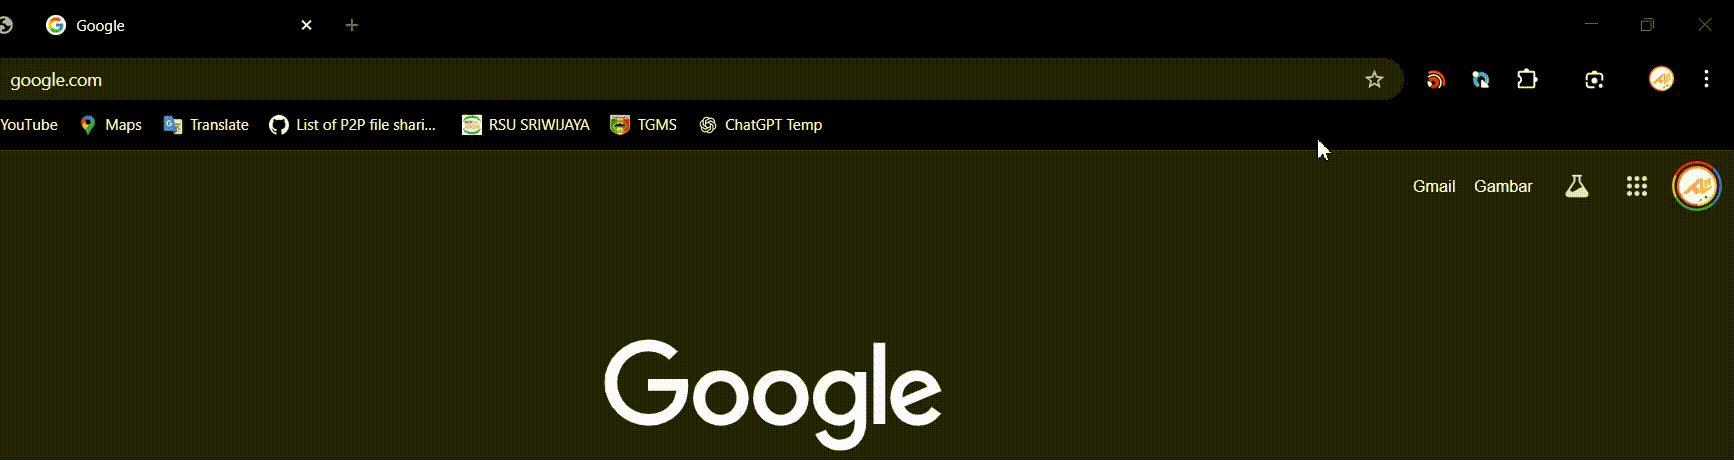 Google
google.com
YouTube Maps Translate List of P2P file shari... RSU SRIWIJAYA TGMS ChatGPT Temp
Gmail Gambar
Google